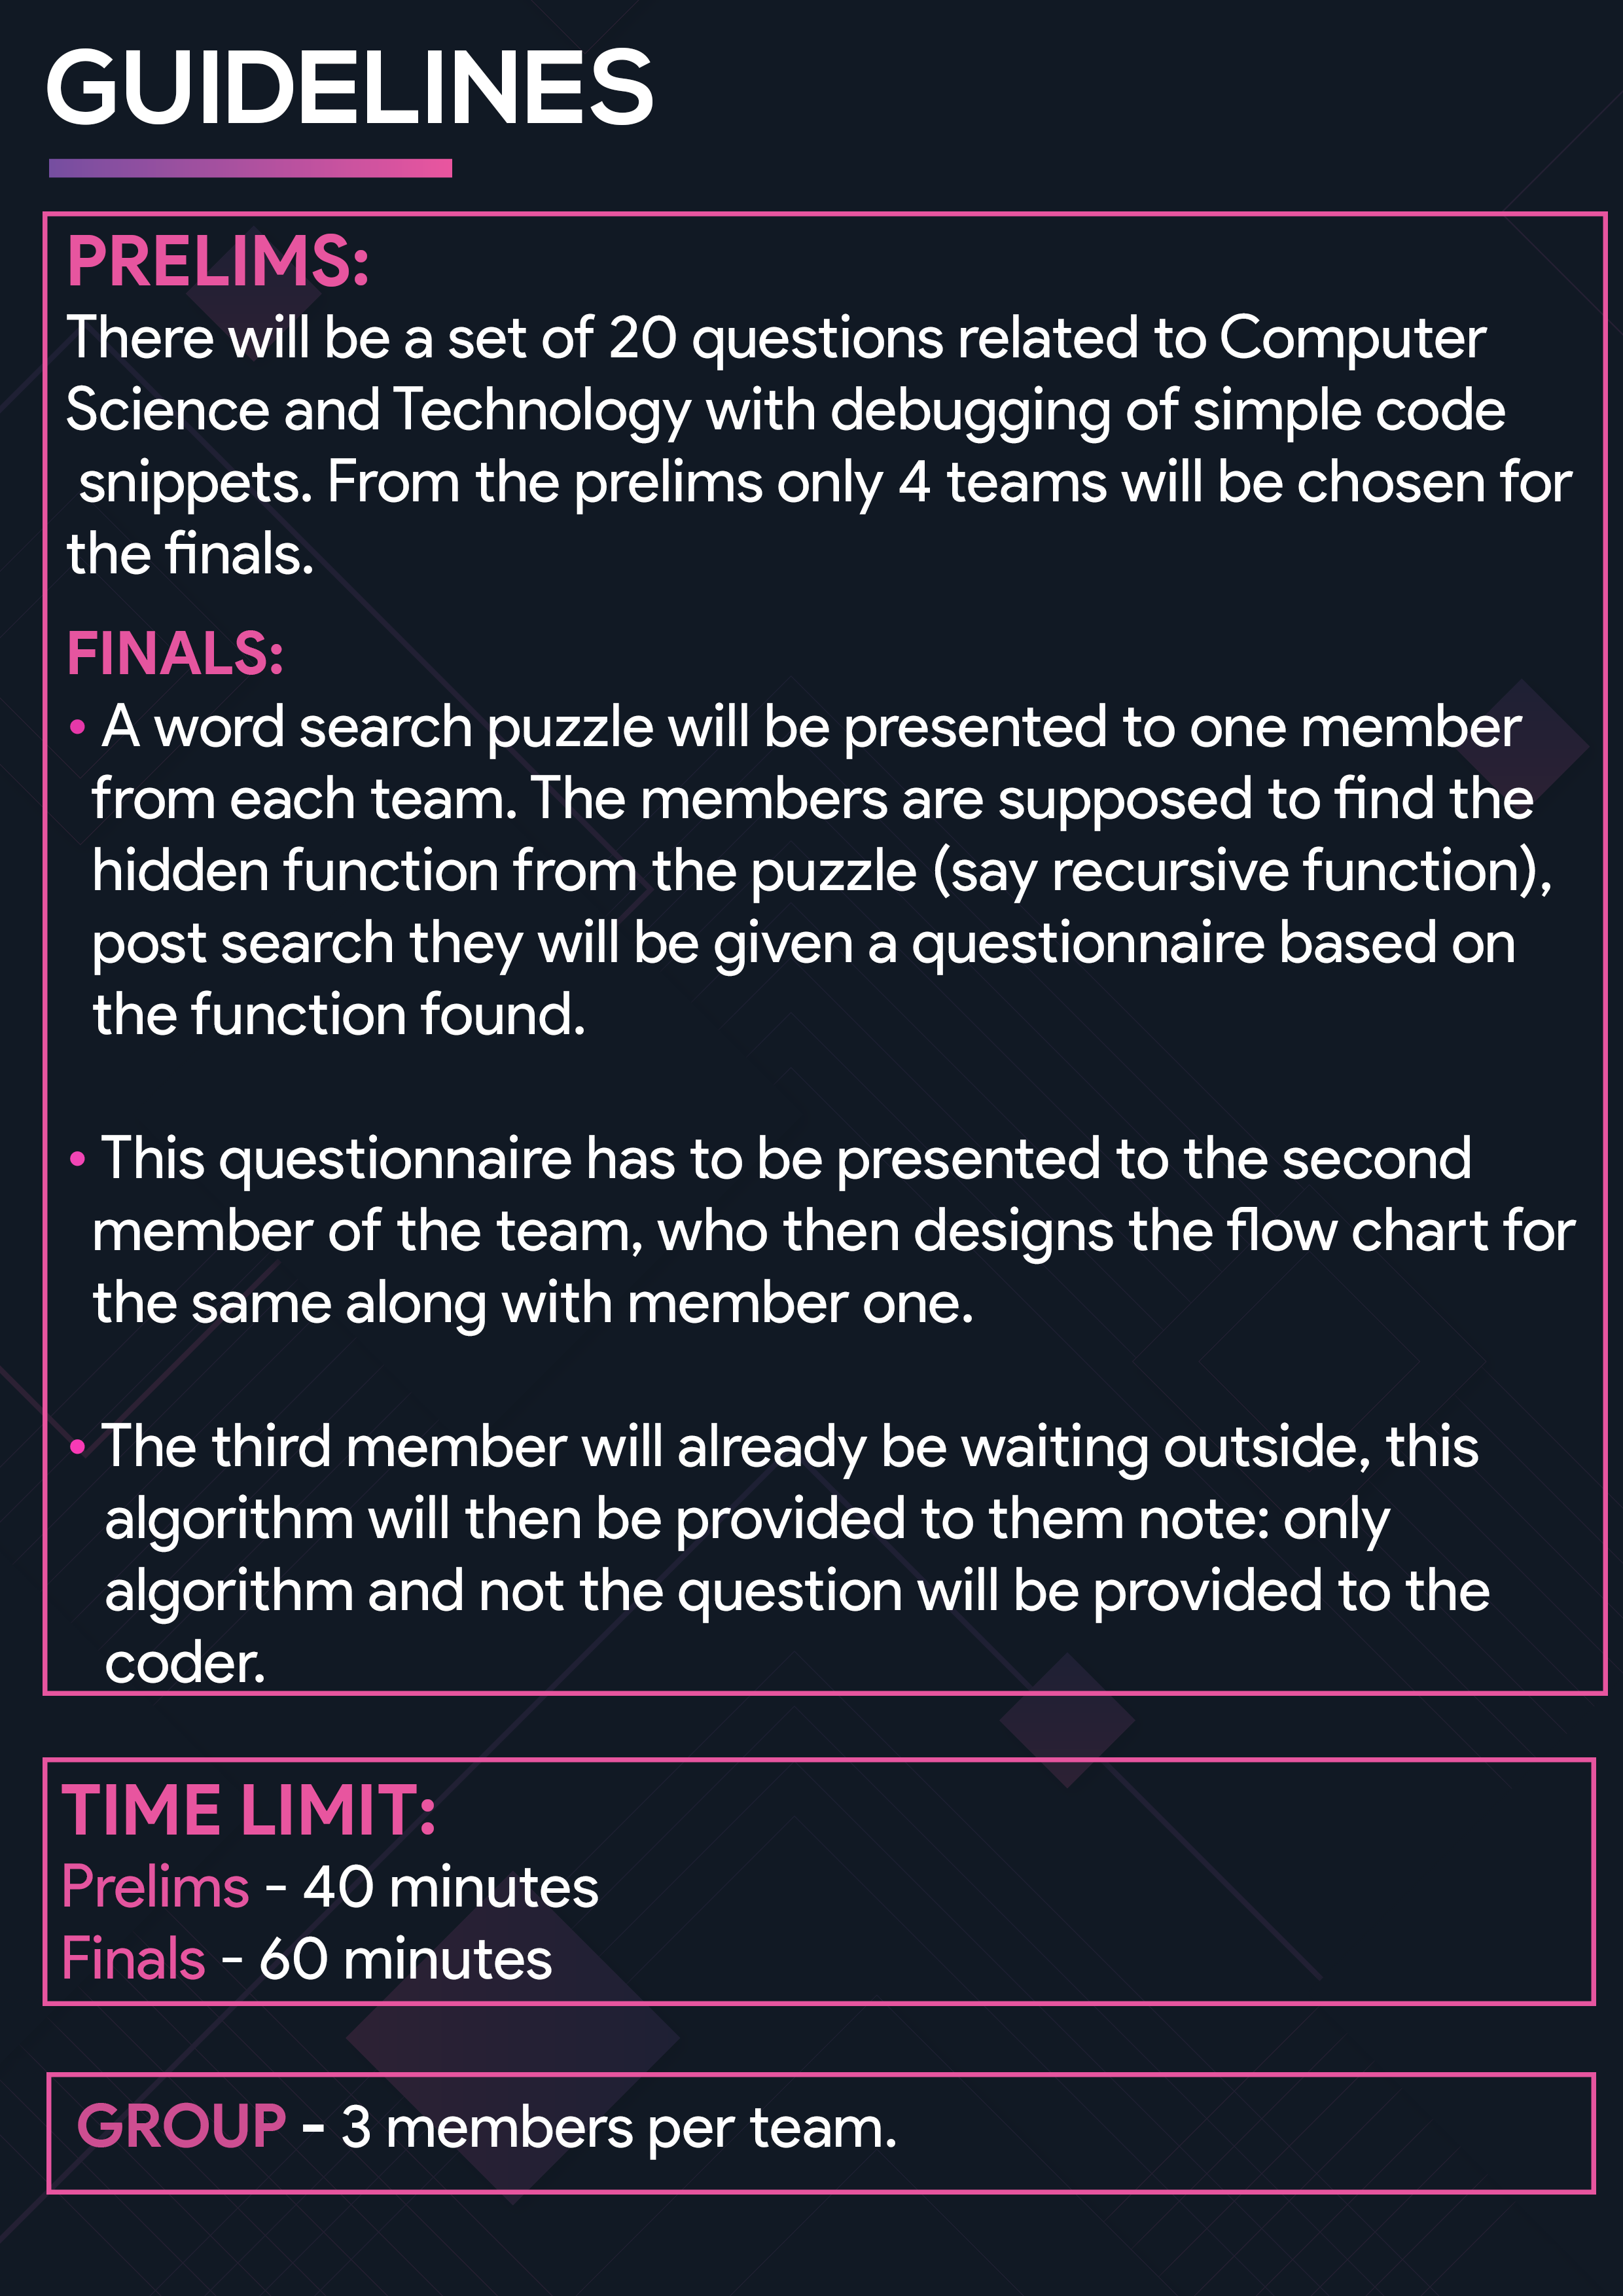 GUIDELINES
PRELIMS:
There will be a set of 20 questions related to Computer
Science and Technology with debugging of simple code
snippets. From the prelims only 4 teams will be chosen for
the finals.
FINALS:
• A word search puzzle will be presented to one member
from each team. The members are supposed to find the
hidden function from the puzzle (say recursive function),
post search they will be given a questionnaire based on
the function found.
• This questionnaire has to be presented to the second
member of the team, who then designs the flow chart for
the same along with member one.
• The third member will already be waiting outside, this
algorithm will then be provided to them note: only
algorithm and not the question will be provided to the
coder.
TIME LIMIT:
Prelims - 40 minutes
Finals - 60 minutes
GROUP - 3 members per team.